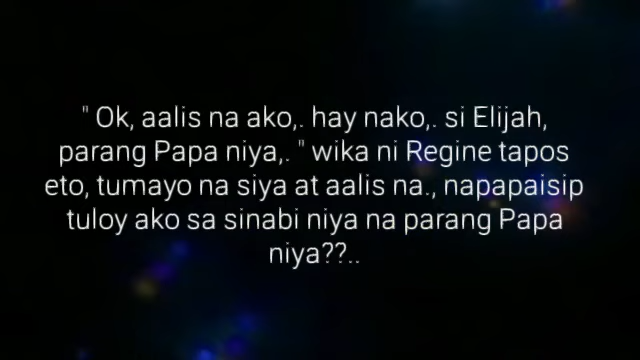 " Ok, aalis na ako,. hay nako,. si Elijah,
parang Papa niya,. " wika ni Regine tapos
eto, tumayo na siya at aalis na., napapaisip
tuloy ako sa sinabi niya na parang Papa
niya??..